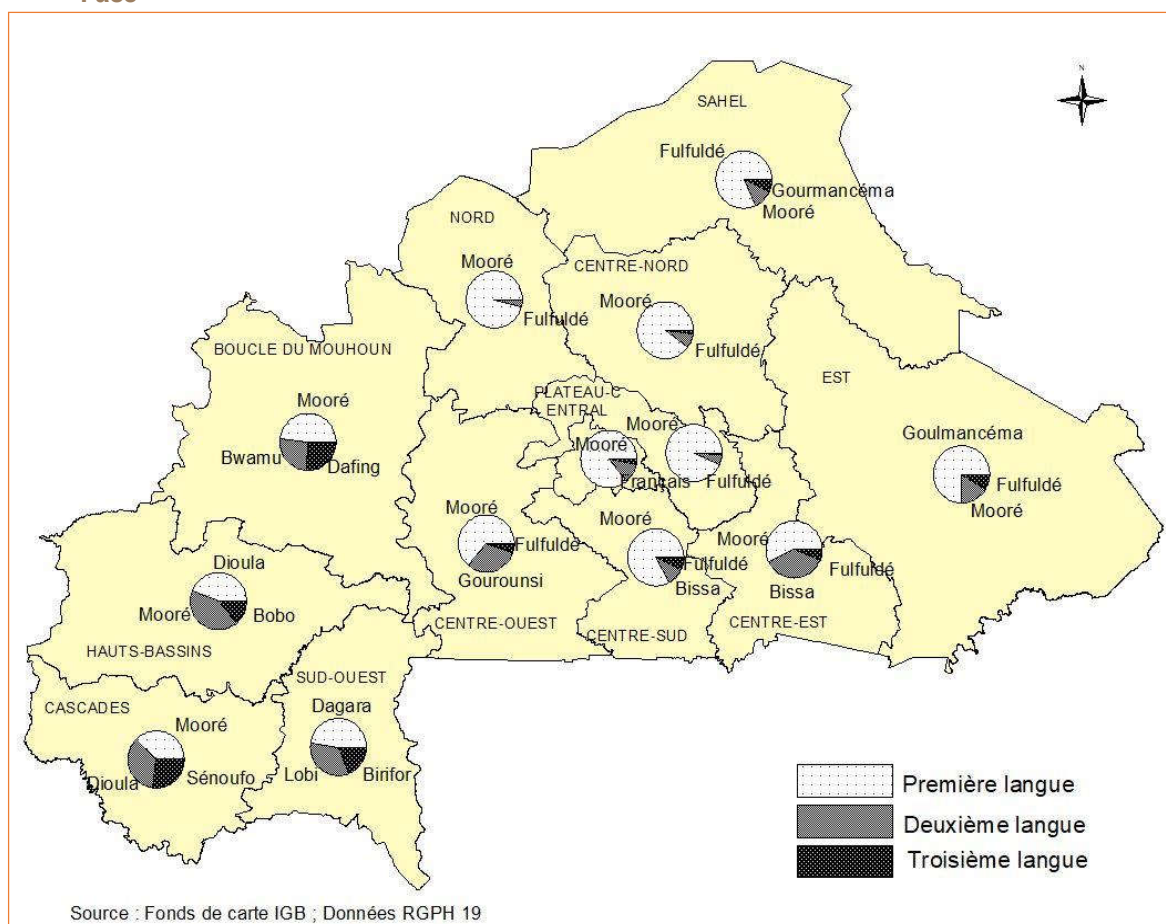 N
SAHEL
Fulfuldé
Gourmancéma
Mooré
NORD
Mooré
Fulfuldé
CENTRE-NORD
Mooré
Fulfuldé
BOUCLE DU MOUHOUN
Mooré
Bwamu
Dafing
EST
Goulmancéma
Fulfuldé
Mooré
PLATEAU-C
ENTRAL
Mooré
Fulfuldé
Mooré
Français
Mooré
Fulfuldé
Gourounsi
CENTRE-OUEST
Mooré
Fulfuldé
Bissa
CENTRE-SUD
Mooré
Fulfuldé
Bissa
CENTRE-EST
Dioula
Mooré
Bobo
HAUTS-BASSINS
SUD-OUEST
Dagara
Lobi
Birifor
CASCADES
Mooré
Dioula
Sénoufo
Première langue
Deuxième langue
Troisième langue
Source : Fonds de carte IGB ; Données RGPH 19